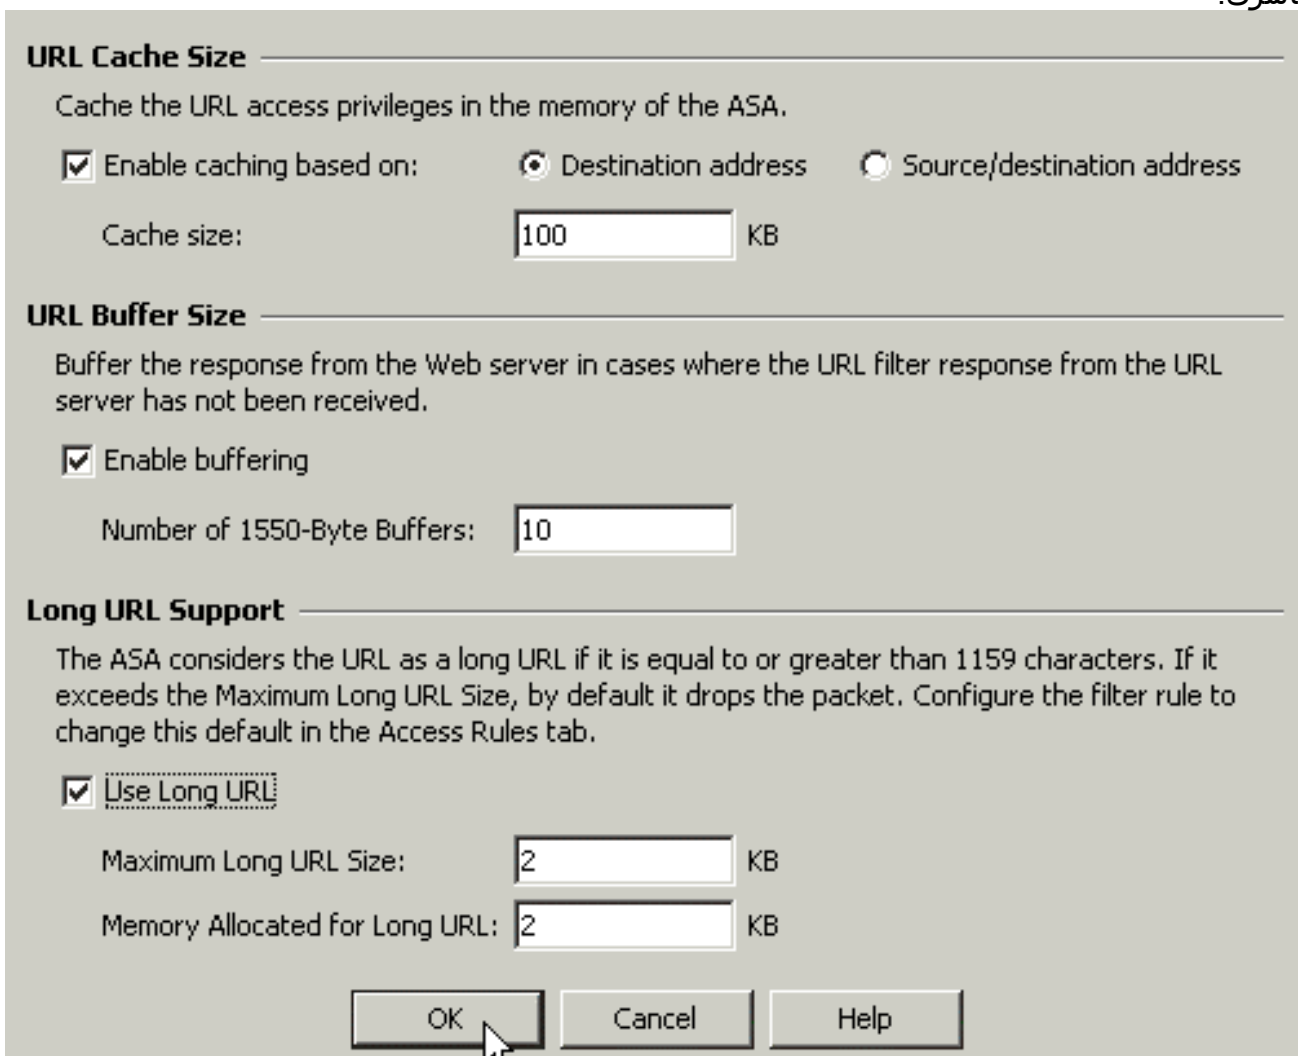 URL Cache Size
Cache the URL access privileges in the memory of the ASA.
Enable caching based on: Destination address Source/destination address
Cache size: 100 KB
URL Buffer Size
Buffer the response from the Web server in cases where the URL filter response from the URL
server has not been received.
Enable buffering
Number of 1550-Byte Buffers: 10
Long URL Support
The ASA considers the URL as a long URL if it is equal to or greater than 1159 characters. If it
exceeds the Maximum Long URL Size, by default it drops the packet. Configure the filter rule to
change this default in the Access Rules tab.
Use Long URL
Maximum Long URL Size: 2 KB
Memory Allocated for Long URL: 2 KB
OK Cancel Help